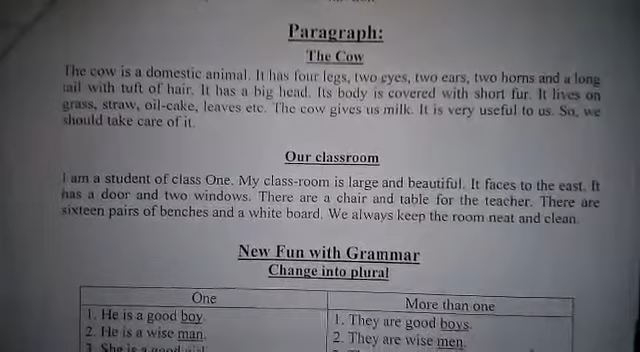 Paragraph:
The Cow
The cow is a domestic animal. It has four legs, two eyes, two ears, two horns and a long
tail with tuft of hair. It has a big head. Its body is covered with short fur. It lives on
grass, straw, oil-cake, leaves etc. The cow gives us milk. It is very useful to us. So, we
should take care of it.
Our classroom
I am a student of class One. My class-room is large and beautiful. It faces to the east. It
has a door and two windows. There are a chair and table for the teacher. There are
sixteen pairs of benches and a white board. We always keep the room neat and clean.
New Fun with Grammar
Change into plural
One
More than one
1. He is a good boy.
1. They are good boys.
2. He is a wise man.
2. They are wise men.
3. She is a good